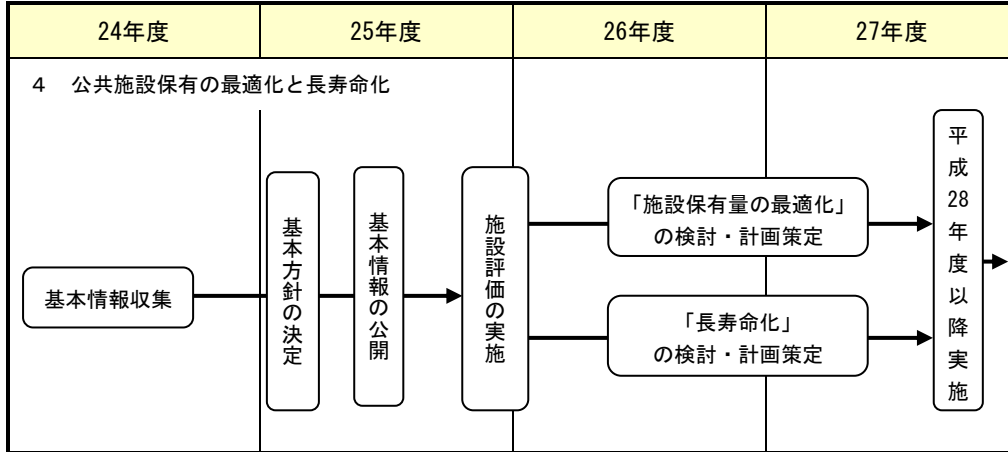 24年度
25年度
26年度
27年度
４　公共施設保有の最適化と長寿命化
基本情報収集
基本方針の決定
基本情報の公開
施設評価の実施
「施設保有量の最適化」
の検討・計画策定
「長寿命化」
の検討・計画策定
平成28年度以降実施